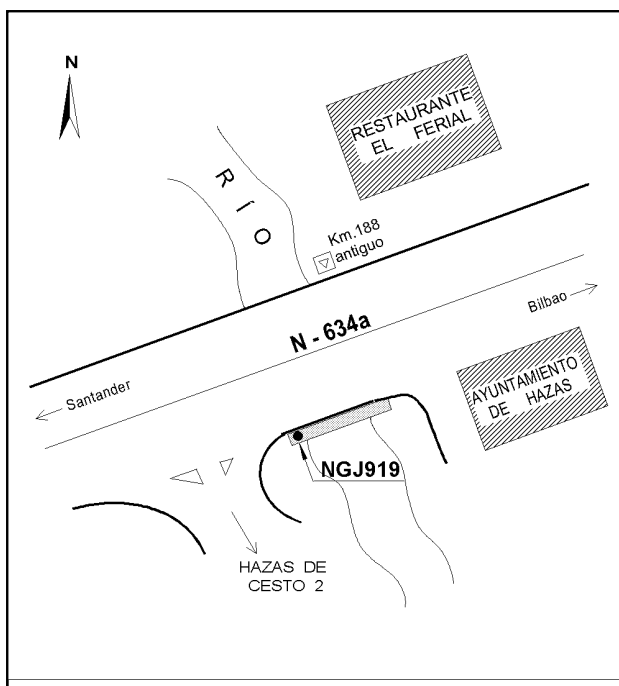 N
RESTAURANTE
EL FERIAL
RÍO
Km.188
antiguo
N - 634a
Bilbao
Santander
AYUNTAMIENTO
DE HAZAS
NGJ919
HAZAS DE
CESTO 2